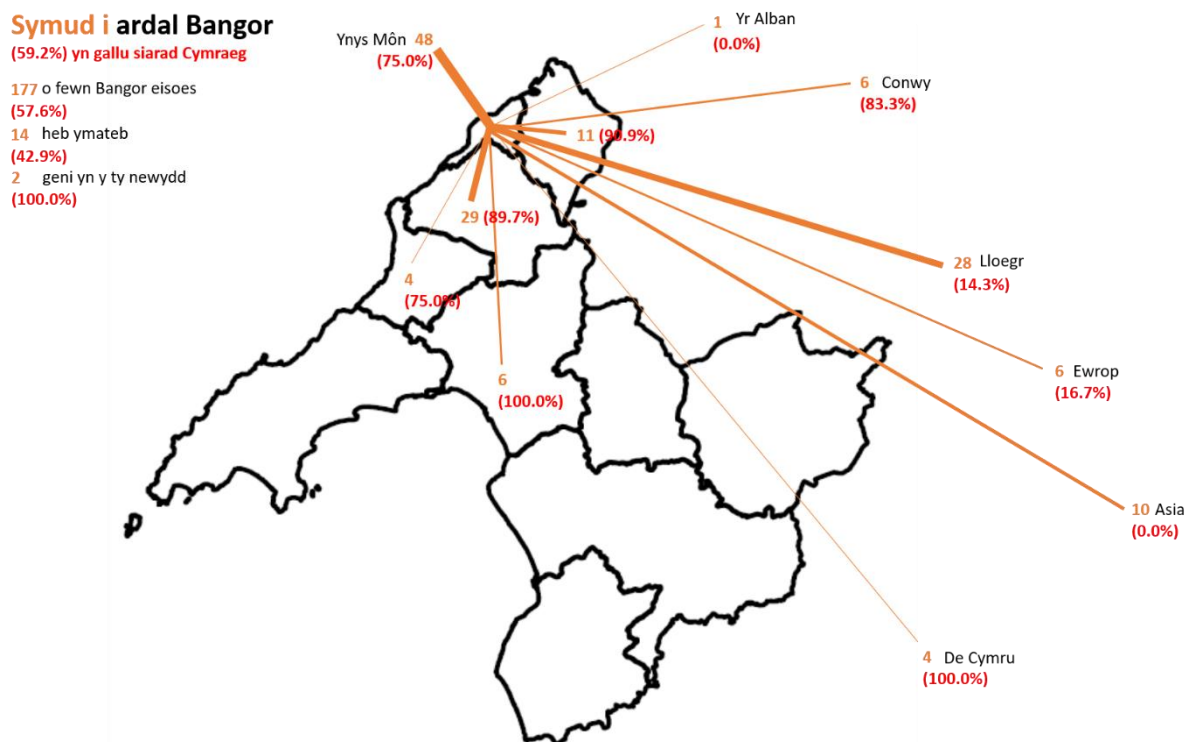 Symud i ardal Bangor
(59.2%) yn gallu siarad Cymraeg
177 o fewn Bangor eisoes
(57.6%)
14 heb ymateb
(42.9%)
2 geni yn y ty newydd
(100.0%)
Ynys Môn 48
(75.0%)
1 Yr Alban
(0.0%)
6 Conwy
(83.3%)
11 (90.9%)
29 (89.7%)
4
(75.0%)
6
(100.0%)
28 Lloegr
(14.3%)
6 Ewrop
(16.7%)
10 Asia
(0.0%)
4 De Cymru
(100.0%)